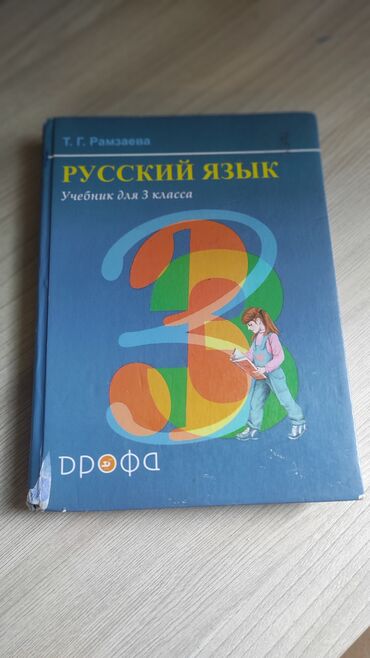 Т. Г. Рамзаева
РУССКИЙ ЯЗЫК
Учебник для 3 класса
3
дрофа